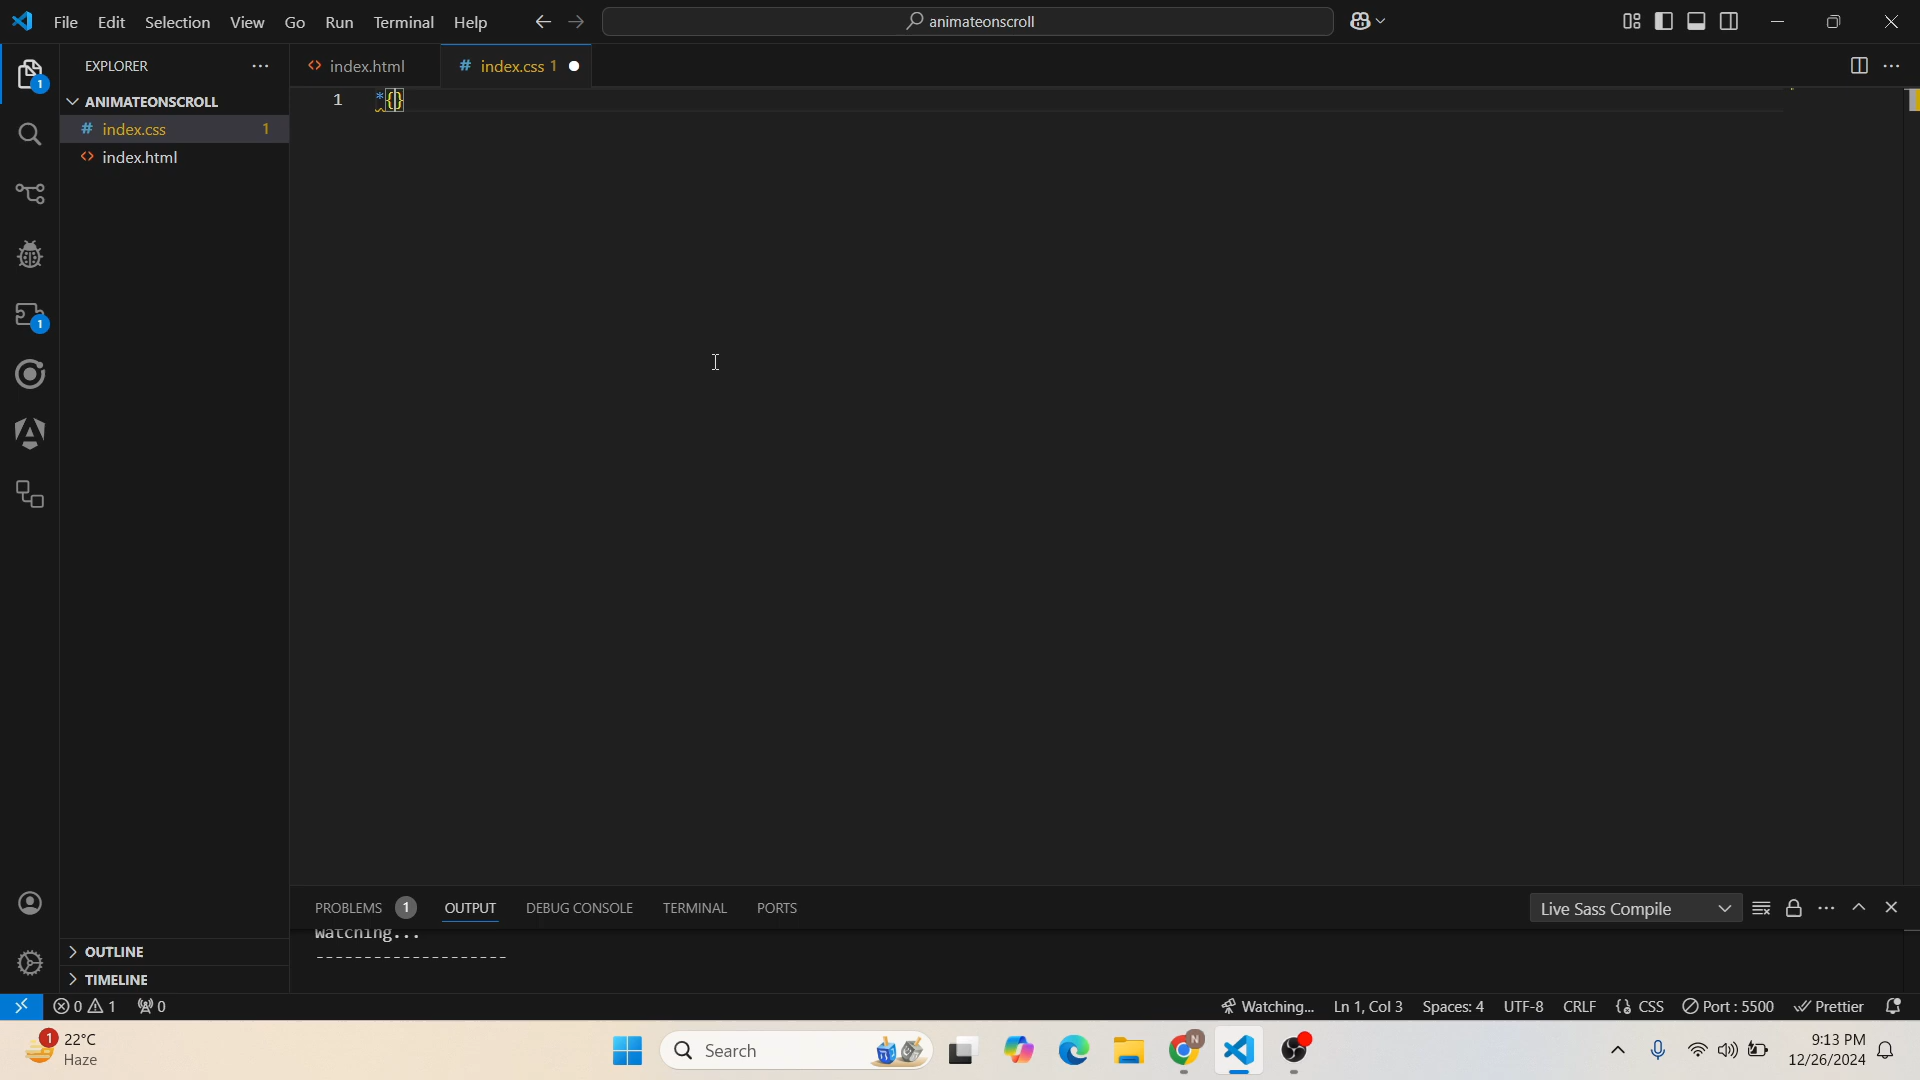 File Edit Selection View Go Run Terminal Help
animateonscroll
EXPLORER
index.html
# index.css 1
ANIMATEONSCROLL
# index.css 1
<> index.html
1
1 *{}
1
PROBLEMS 1 OUTPUT DEBUG CONSOLE TERMINAL PORTS
Live Sass Compile
Watching...
--------------------
OUTLINE
TIMELINE
0 1 0
Watching... Ln 1, Col 3 Spaces: 4 UTF-8 CRLF {} CSS Port : 5500 Prettier
1
22°C
Haze
Search
N
9:13 PM
12/26/2024